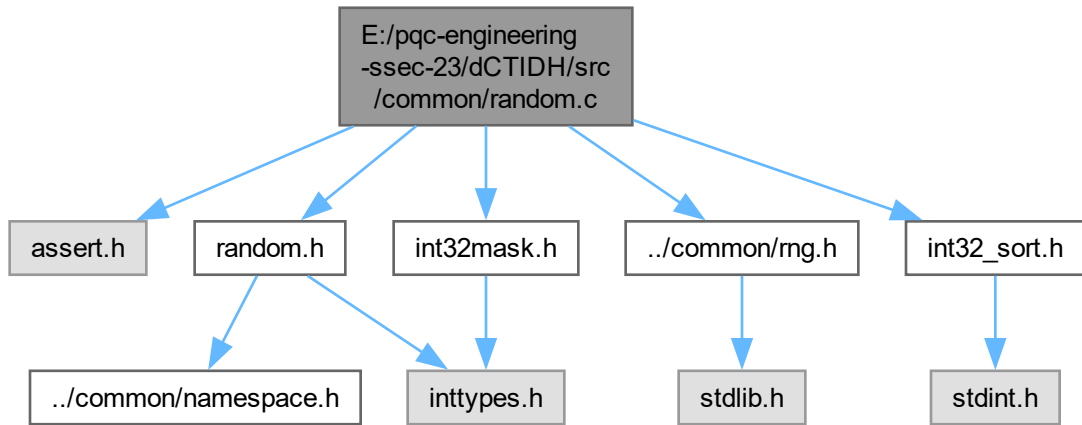 E:/pqc-engineering
-ssec-23/dCTIDH/src
/common/random.c
assert.h
random.h
int32mask.h
../common/rng.h
int32_sort.h
../common/namespace.h
inttypes.h
stdlib.h
stdint.h